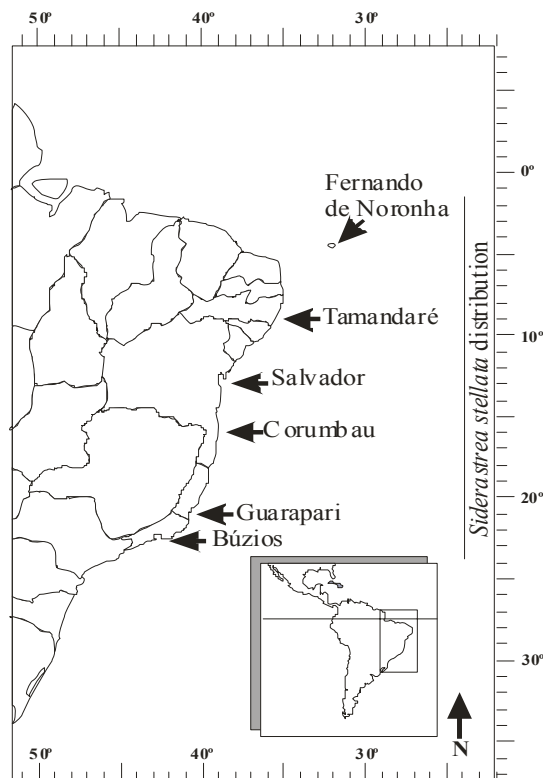 50º 40º 30º
0º
Fernando
de Noronha
Tamandaré
10º
Salvador
Corumbau
20º
Guarapari
Búzios
Siderastrea stellata distribution
30º
N
50º 40º 30º